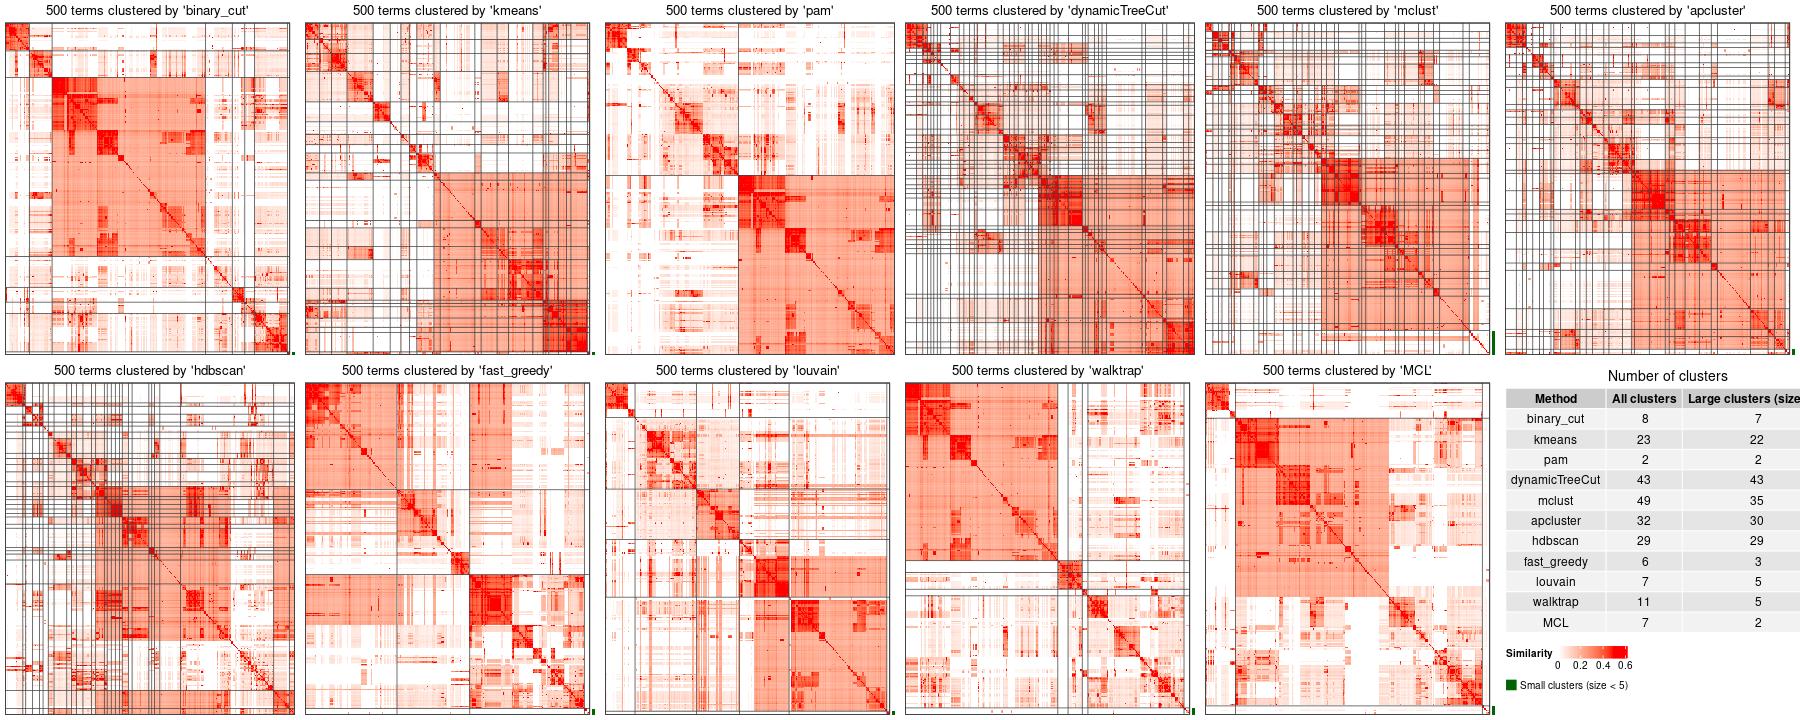 500 terms clustered by 'binary_cut'
500 terms clustered by 'kmeans'
500 terms clustered by 'pam'
500 terms clustered by 'dynamicTreeCut'
500 terms clustered by 'mclust'
500 terms clustered by 'apcluster'
500 terms clustered by 'hdbscan'
500 terms clustered by 'fast_greedy'
500 terms clustered by 'louvain'
500 terms clustered by 'walktrap'
500 terms clustered by 'MCL'
Number of clusters
Method All clusters Large clusters (size
binary_cut 8 7
kmeans 23 22
pam 2 2
dynamicTreeCut 43 43
mclust 49 35
apcluster 32 30
hdbscan 29 29
fast_greedy 6 3
louvain 7 5
walktrap 11 5
MCL 7 2
Similarity
0 0.2 0.4 0.6
Small clusters (size < 5)